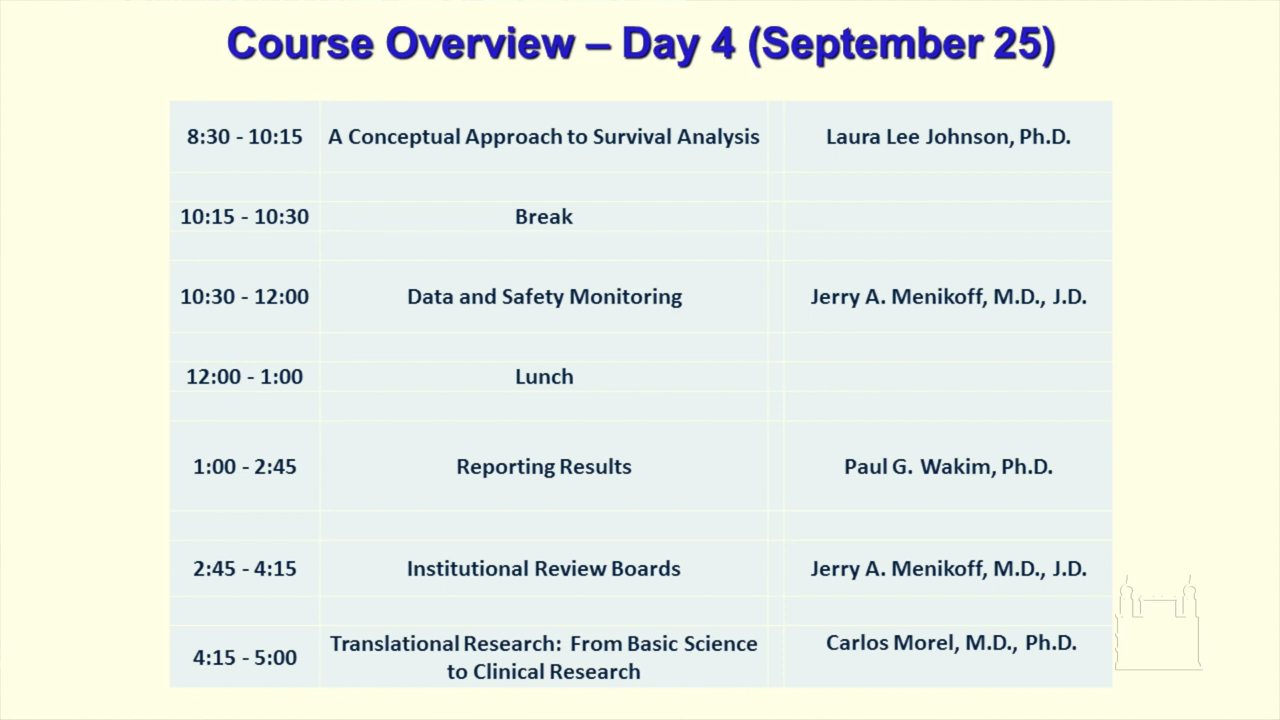 Course Overview – Day 4 (September 25)
8:30 - 10:15 A Conceptual Approach to Survival Analysis Laura Lee Johnson, Ph.D.
10:15 - 10:30 Break
10:30 - 12:00 Data and Safety Monitoring Jerry A. Menikoff, M.D., J.D.
12:00 - 1:00 Lunch
1:00 - 2:45 Reporting Results Paul G. Wakim, Ph.D.
2:45 - 4:15 Institutional Review Boards Jerry A. Menikoff, M.D., J.D.
4:15 - 5:00 Translational Research: From Basic Science Carlos Morel, M.D., Ph.D.
to Clinical Research